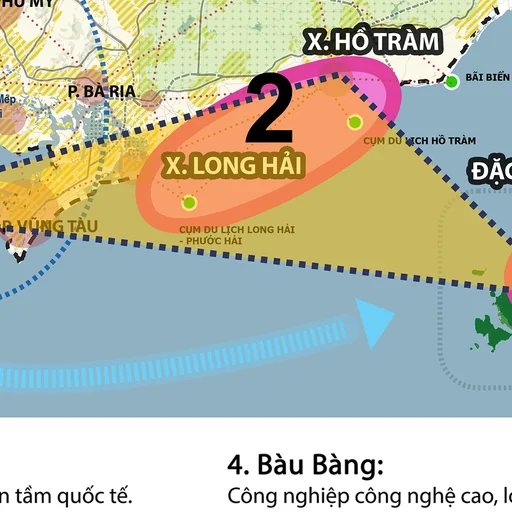 X. HỒ TRÀM
BÃI BIỂN
P. BÀ RỊA
2
CỤM DU LỊCH HỒ TRÀM
X. LONG HẢI
ĐẶC
VŨNG TÀU
CỤM DU LỊCH LONG HẢI
- PHƯỚC HẢI
4. Bàu Bàng:
n tầm quốc tế.
Công nghiệp công nghệ cao, l